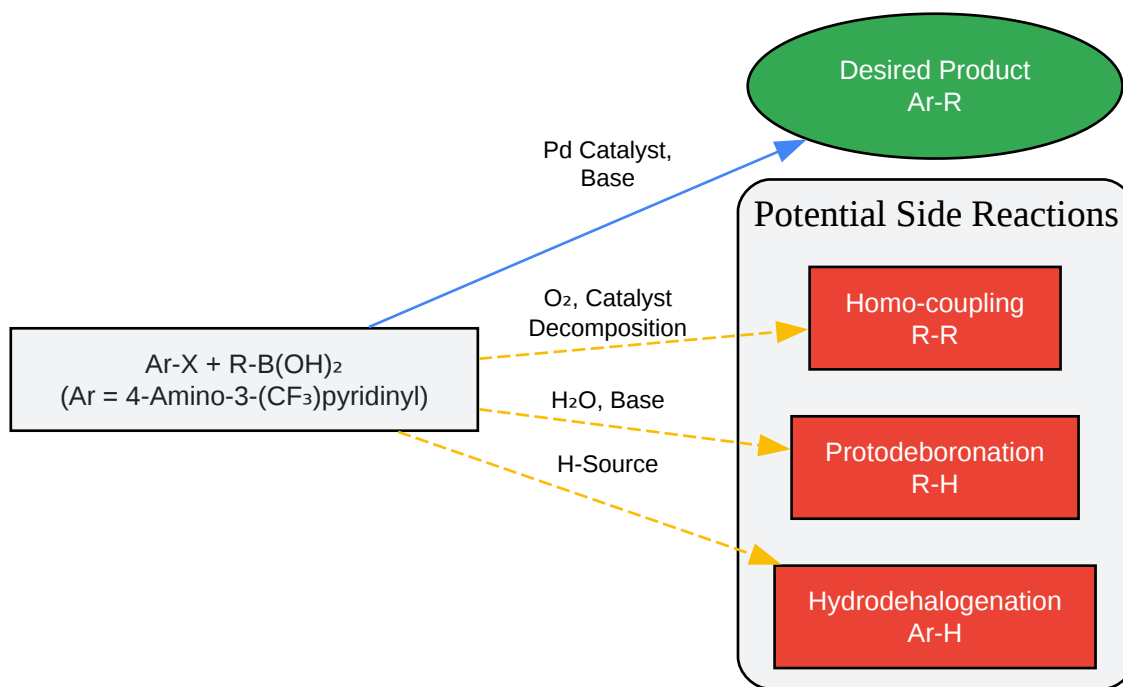 Desired Product
Ar-R
Pd Catalyst,
Base
Potential Side Reactions
O₂, Catalyst
Decomposition
Homo-coupling
R-R
Ar-X + R-B(OH)₂
(Ar = 4-Amino-3-(CF₃)pyridinyl)
H₂O, Base
Protodeboronation
R-H
H-Source
Hydrodehalogenation
Ar-H